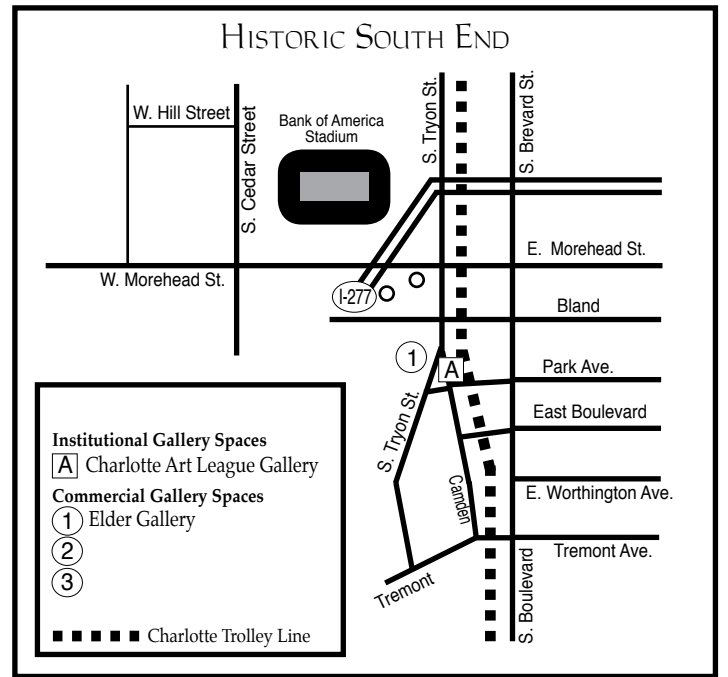 Historic South End
W. Hill Street
S. Cedar Street
Bank of America
Stadium
S. Tryon St.
S. Brevard St.
E. Morehead St.
W. Morehead St.
I-277
Bland
1
A
Park Ave.
East Boulevard
S. Tryon St.
Camden
E. Worthington Ave.
Tremont Ave.
Tremont
S. Boulevard
Institutional Gallery Spaces
A Charlotte Art League Gallery
Commercial Gallery Spaces
1 Elder Gallery
2
3
Charlotte Trolley Line